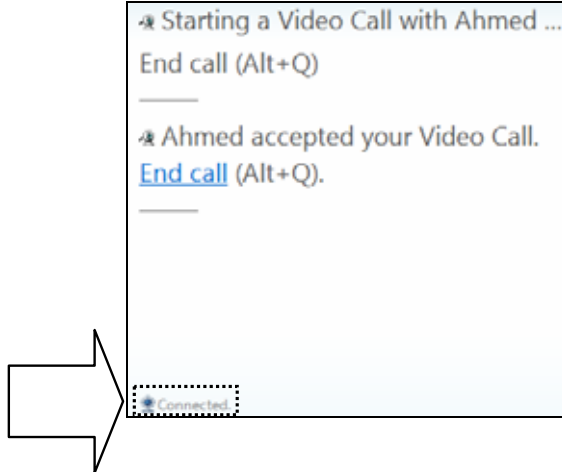 Starting a Video Call with Ahmed ...
End call (Alt+Q)
Ahmed accepted your Video Call.
End call (Alt+Q).
Connected.